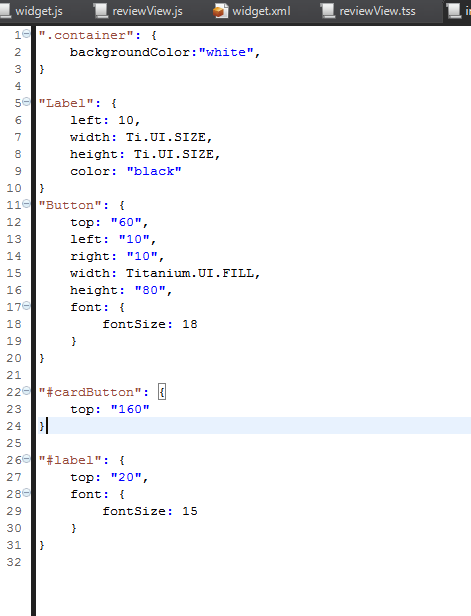 widget.js reviewView.js widget.xml reviewView.tss
1 ".container": {
2     backgroundColor:"white",
3 }
4
5 "Label": {
6     left: 10,
7     width: Ti.UI.SIZE,
8     height: Ti.UI.SIZE,
9     color: "black"
10 }
11 "Button": {
12     top: "60",
13     left: "10",
14     right: "10",
15     width: Titanium.UI.FILL,
16     height: "80",
17     font: {
18         fontSize: 18
19     }
20 }
21
22 "#cardButton": {
23     top: "160"
24 }
25
26 "#label": {
27     top: "20",
28     font: {
29         fontSize: 15
30     }
31 }
32